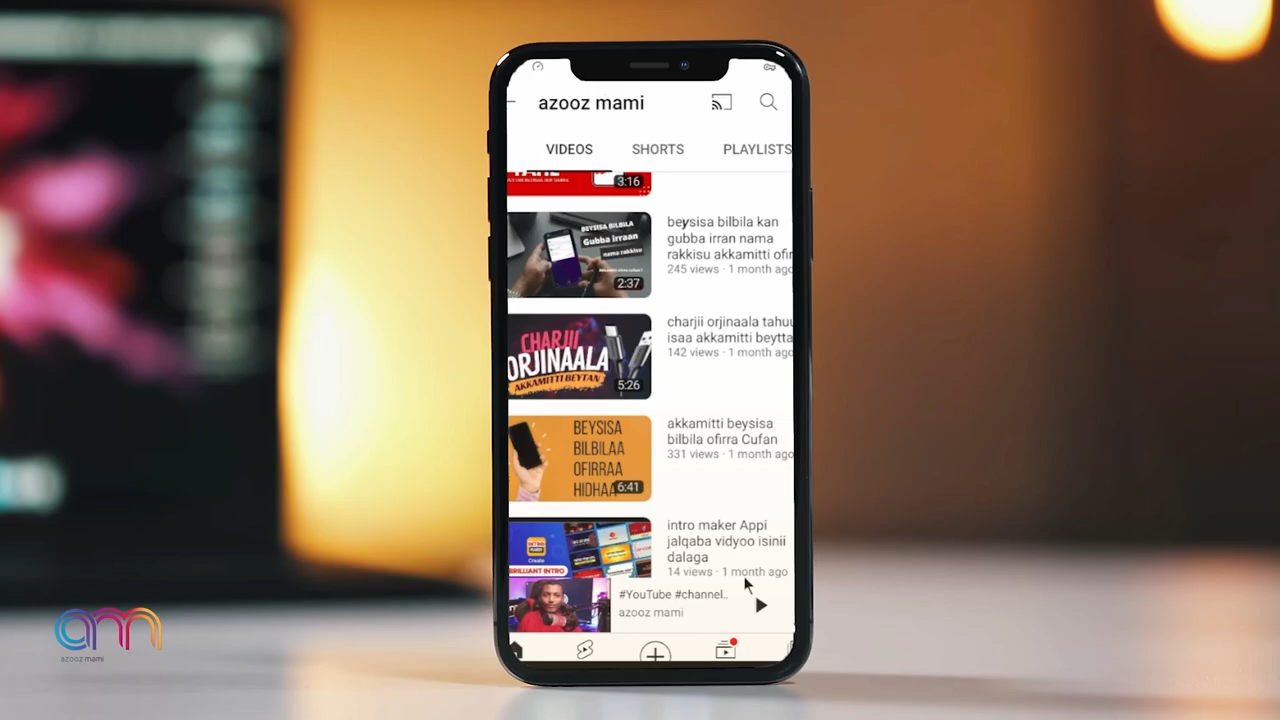 azooz mami
VIDEOS SHORTS PLAYLISTS
3:16
BEYSISA BILBILA
Gubba irraan
nama rakkisu
2:37
beysisa bilbila kan
gubba irran nama
rakkisu akkamitti ofir
245 views · 1 month ago
CHARJII
ORJINAALA
AKKAMITTI BEYTAN
5:26
charjii orjinaala tahuu
isaa akkamitti beytta
142 views · 1 month ago
BEYSISA
BILBILAA
OFIRRAA
HIDHAA
6:41
akkamitti beysisa
bilbila ofirra Cufan
331 views · 1 month ago
Create
BRILLIANT INTRO
intro maker Appi
jalqaba vidyoo isinii
dalaga
14 views · 1 month ago
#YouTube #channel..
azooz mami
am
azooz mami